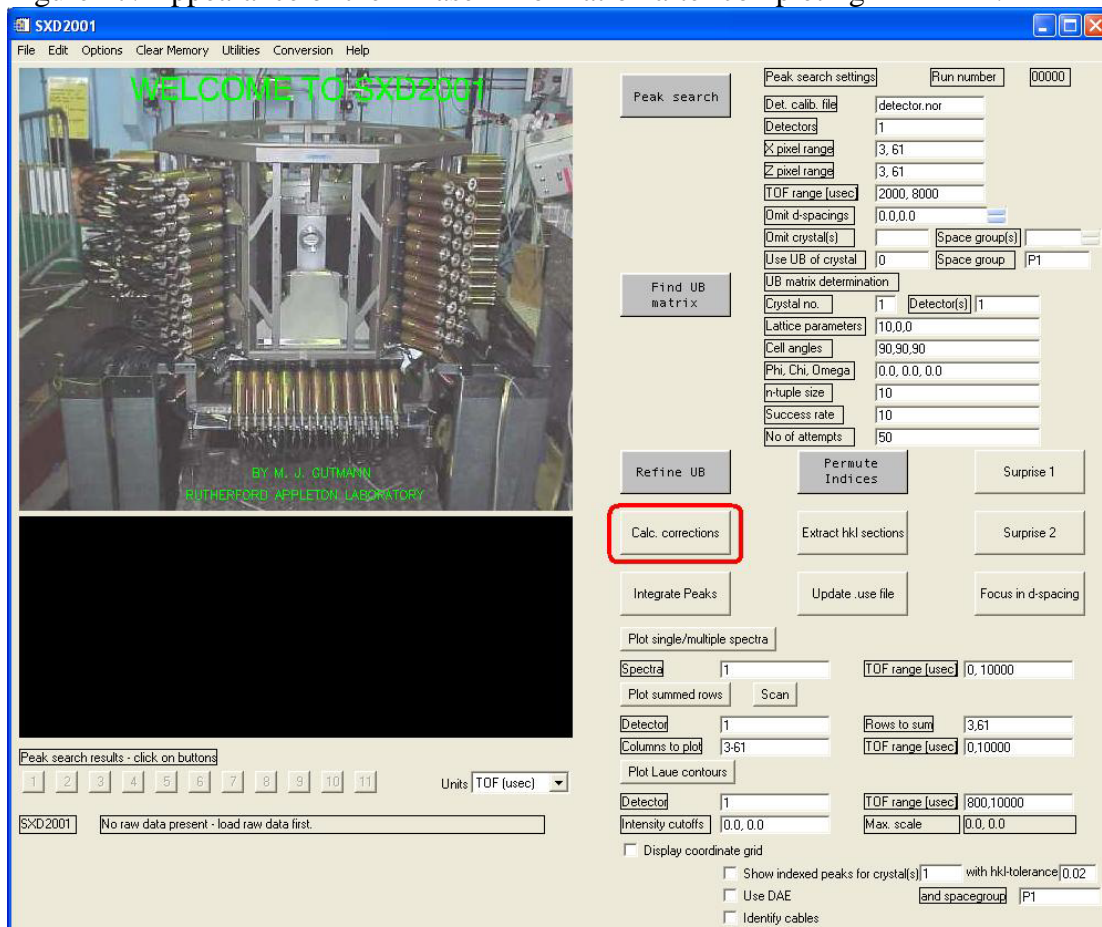 SXD2001
File Edit Options Clear Memory Utilities Conversion Help
WELCOME TO SXD2001
BY M. J. GUTMANN
RUTHERFORD APPLETON LABORATORY
Peak search
Peak search settings Run number 00000
Det. calib. file detector.nor
Detectors 1
X pixel range 3, 61
Z pixel range 3, 61
TOF range [usec] 2000, 8000
Omit d-spacings 0.0,0.0
Omit crystal(s) Space group(s)
Use UB of crystal 0 Space group P1
Find UB matrix
UB matrix determination
Crystal no. 1 Detector(s) 1
Lattice parameters 10,0,0
Cell angles 90,90,90
Phi, Chi, Omega 0.0, 0.0, 0.0
n-tuple size 10
Success rate 10
No of attempts 50
Refine UB Permute Indices Surprise 1
Calc. corrections Extract hkl sections Surprise 2
Integrate Peaks Update .use file Focus in d-spacing
Plot single/multiple spectra
Spectra 1 TOF range [usec] 0, 10000
Plot summed rows Scan
Detector 1 Rows to sum 3,61
Columns to plot 3-61 TOF range [usec] 0,10000
Plot Laue contours
Detector 1 TOF range [usec] 800,10000
Intensity cutoffs 0.0, 0.0 Max. scale 0.0, 0.0
Display coordinate grid
Show indexed peaks for crystal(s) 1 with hkl-tolerance 0.02
Use DAE and spacegroup P1
Identify cables
Peak search results - click on buttons
1 2 3 4 5 6 7 8 9 10 11 Units TOF (usec)
SXD2001 No raw data present - load raw data first.